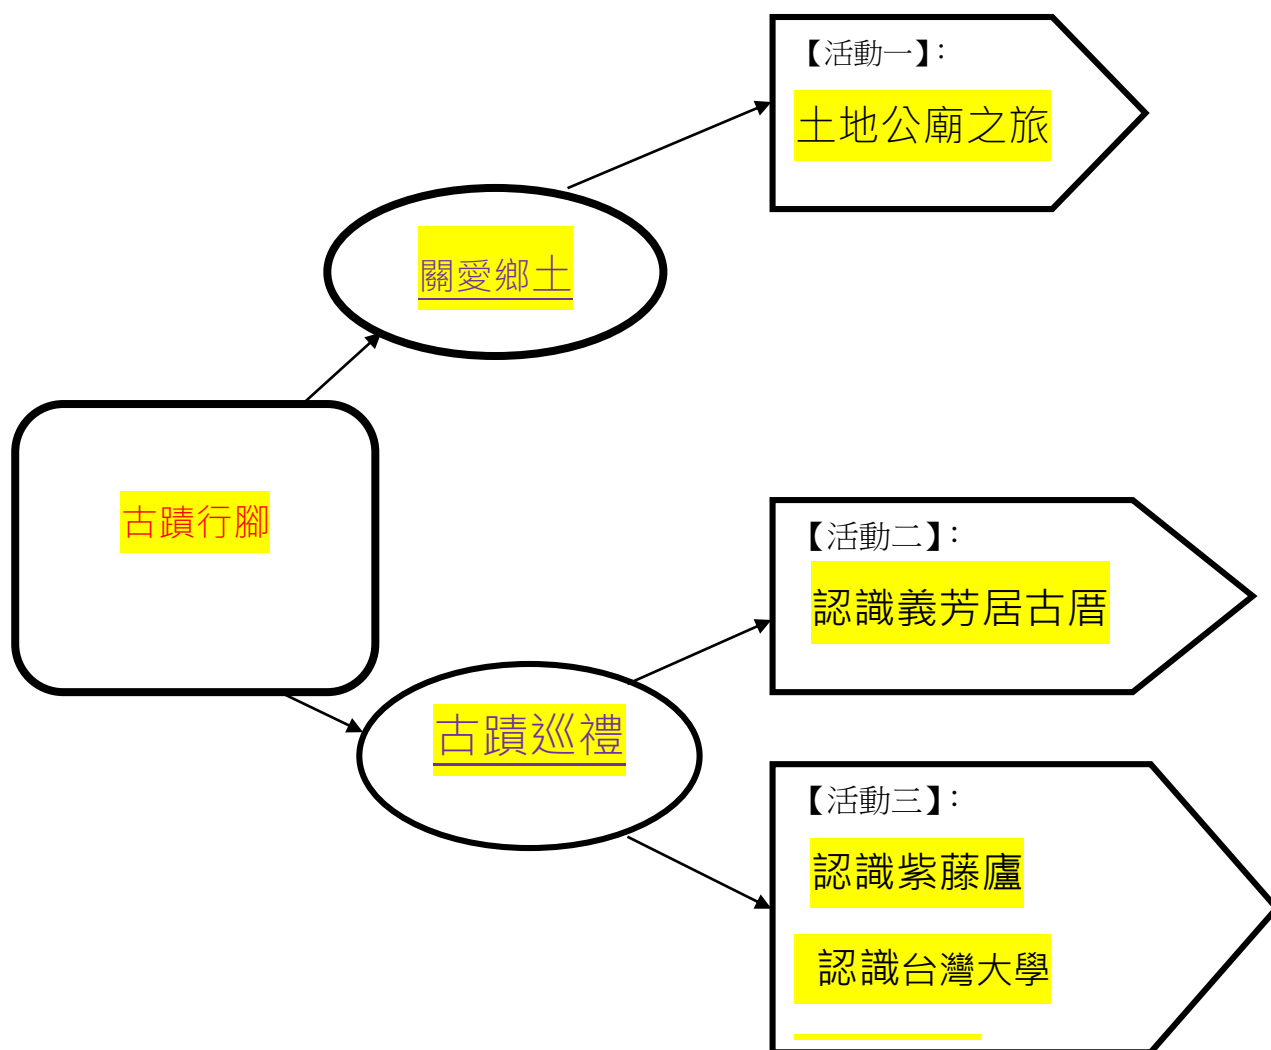 【活動一】：
土地公廟之旅
關愛鄉土
古蹟行腳
【活動二】：
認識義芳居古厝
古蹟巡禮
【活動三】：
認識紫藤廬
認識台灣大學